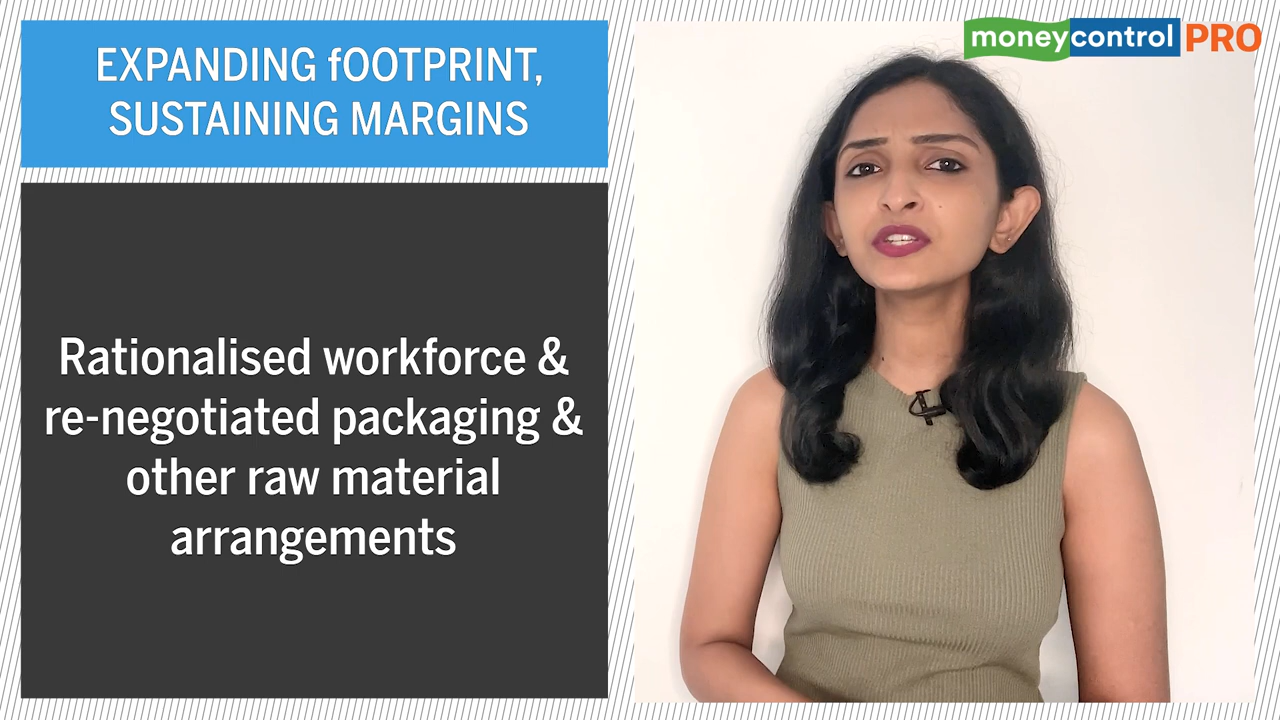 EXPANDING fOOTPRINT,
SUSTAINING MARGINS
moneycontrol PRO
Rationalised workforce &
re-negotiated packaging &
other raw material
arrangements